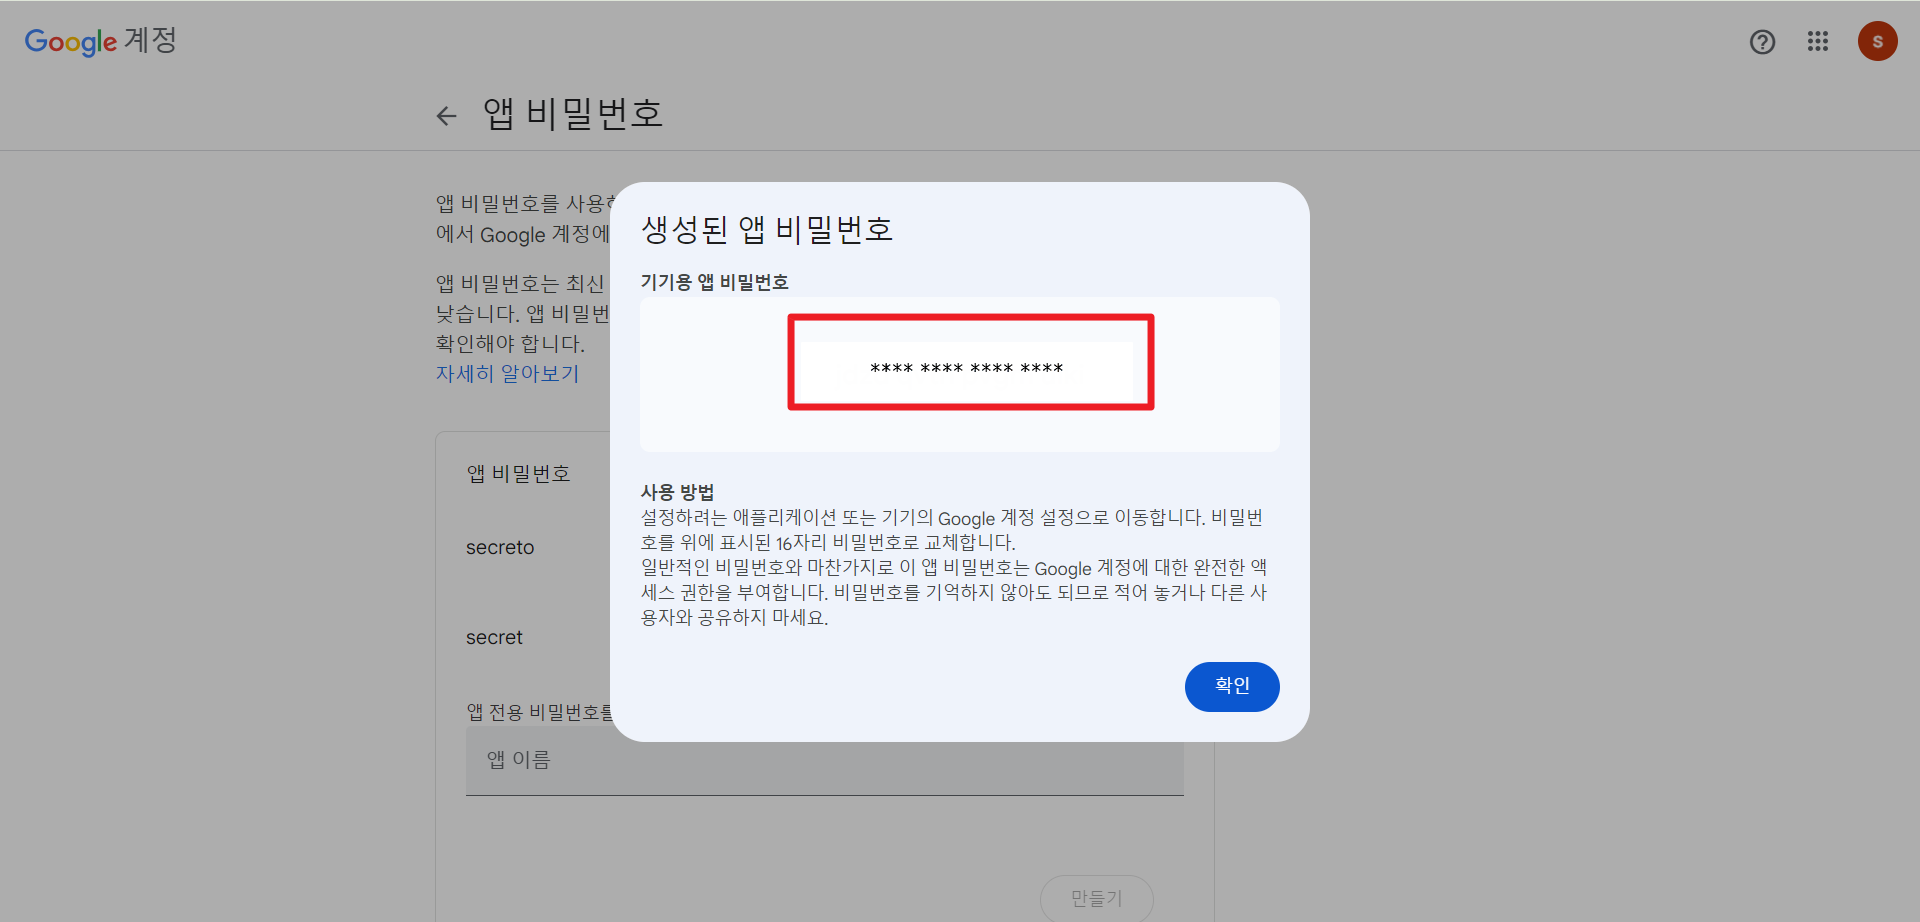 Google 계정
S
앱 비밀번호
앱 비밀번호를
에서 Google 계정에
앱 비밀번호는 최신
낮습니다. 앱
확인해야 합니다.
자세히 알아보기
생성된 앱 비밀번호
기기용 앱 비밀번호
**** **** **** ****
사용 방법
설정하려는 애플리케이션 또는 기기의 Google 계정 설정으로 이동합니다. 비밀번
호를 위에 표시된 16자리 비밀번호로 교체합니다.
일반적인 비밀번호와 마찬가지로 이 앱 비밀번호는 Google 계정에 대한 완전한 액
세스 권한을 부여합니다. 비밀번호를 기억하지 않아도 되므로 적어 놓거나 다른 사
용자와 공유하지 마세요.
확인
앱 비밀번호
secreto
secret
앱 전용 비밀번호를
앱 이름
만들기